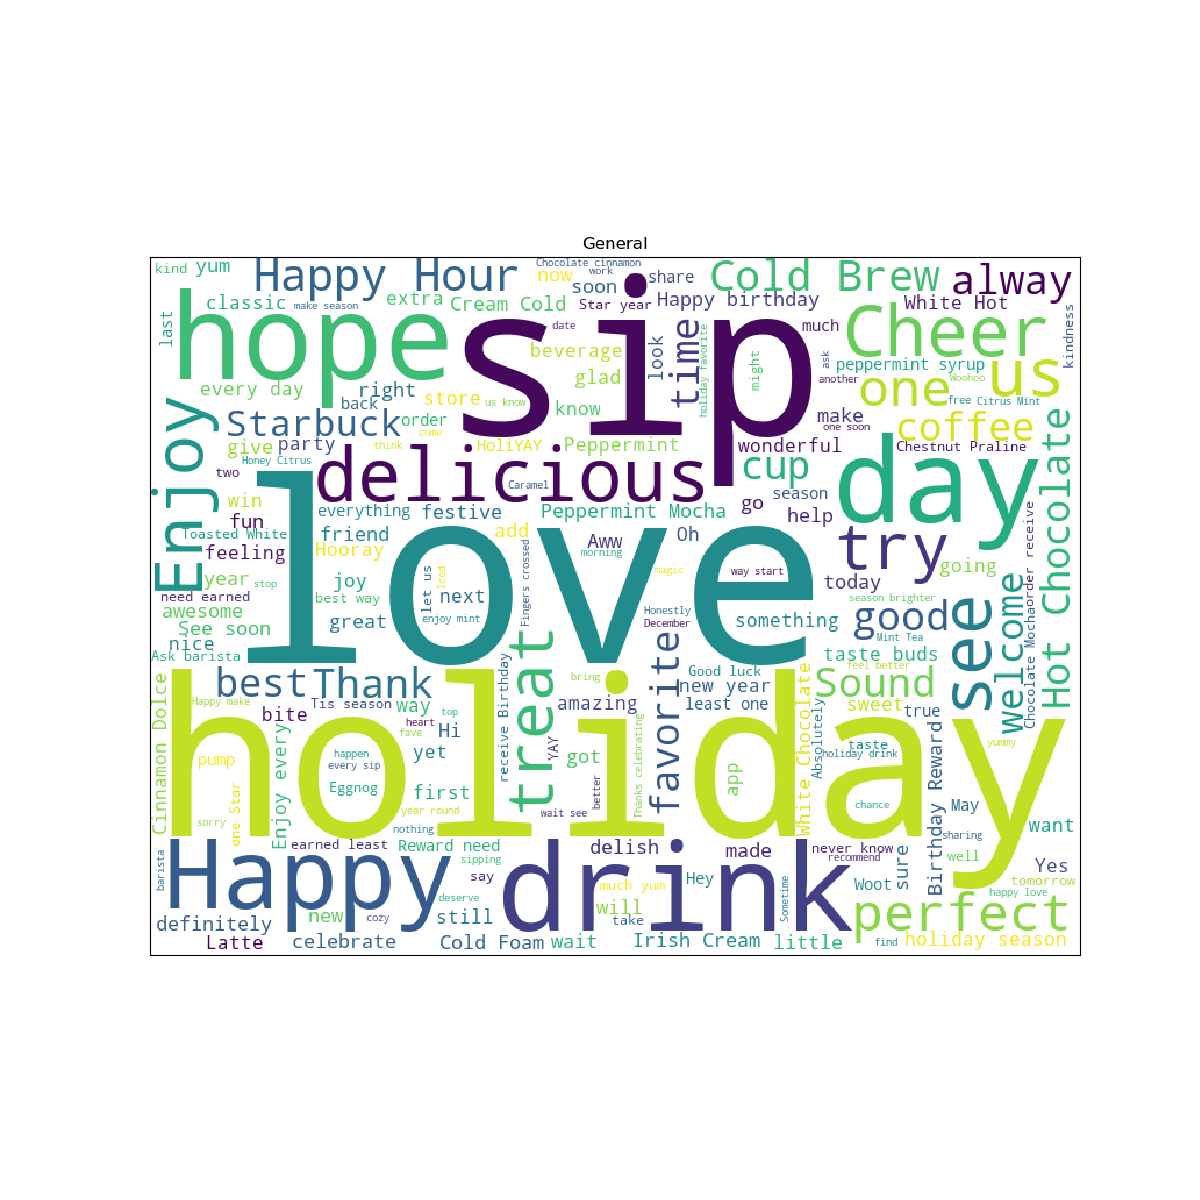 General
kind
yum
Happy Hour
Chocolate cinnamon
now
work
soon
share
Cold Brew
alway
classic
make season
extra
Cream Cold
Star year
Happy birthday
White Hot
last
hope
sip
date
time
much
Cheer
kindness
beverage
look
holiday favorite
might
ask
peppermint syrup
us
every day
right
glad
another
one
Woohoo
back
store
us know
know
make
free
Citrus Mint
Enjoy
Starbuck
order
come
one soon
coffee
Hot Chocolate
give
party
think
HoliYAY
Peppermint
wonderful
Chestnut Praline
Honey Citrus
delicious
cup
day
two
Caramel
season
win
everything
festive
Peppermint Mocha
go
help
fun
Toasted White
friend
add
Oh
try
order receive
feeling
Hooray
Aww
morning
Fingers crossed
going
year
stop
joy
let us
Iced
love
magic
way start
today
need earned
best way
next
season brighter
awesome
great
enjoy mint
Honestly
December
something
good
see
welcome
Chocolate Mocha
See soon
nice
Mint Tea
Ask barista
treat
favorite
taste buds
best
Thank
receive Birthday
bring
Good luck
new year
White Chocolate
feel better
Sound
Cinnamon Dolce
Happy make
Tis season
way
top
amazing
least one
sweet
true
bite
heart
fave
Hi
Absolutely
holiday
happen
yet
YAY
got
Thanks celebrating
taste
holiday drink
yummy
pump
every sip
app
Enjoy every
Eggnog
first
better
Birthday Reward
one Star
year round
wait see
chance
May
sorry
nothing
want
earned least
Reward need
delish
made
never know
sharing
barista
Happy
sipping
drink
recommend
well
Yes
say
Hey
Woot
sure
tomorrow
much yum
Sometime
happy love
deserve
perfect
definitely
new
cozy
still
will
take
Latte
celebrate
Cold Foam
wait
Irish Cream
little
find
holiday season